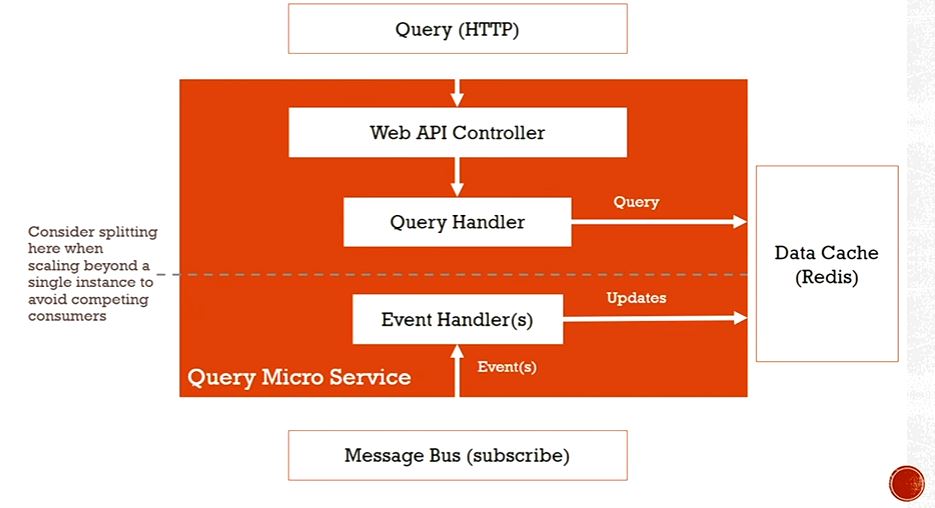 Query (HTTP)
Web API Controller
Query Handler
Query
Consider splitting
here when
scaling beyond a
single instance to
avoid competing
consumers
Data Cache
(Redis)
Updates
Event Handler(s)
Event(s)
Query Micro Service
Message Bus (subscribe)